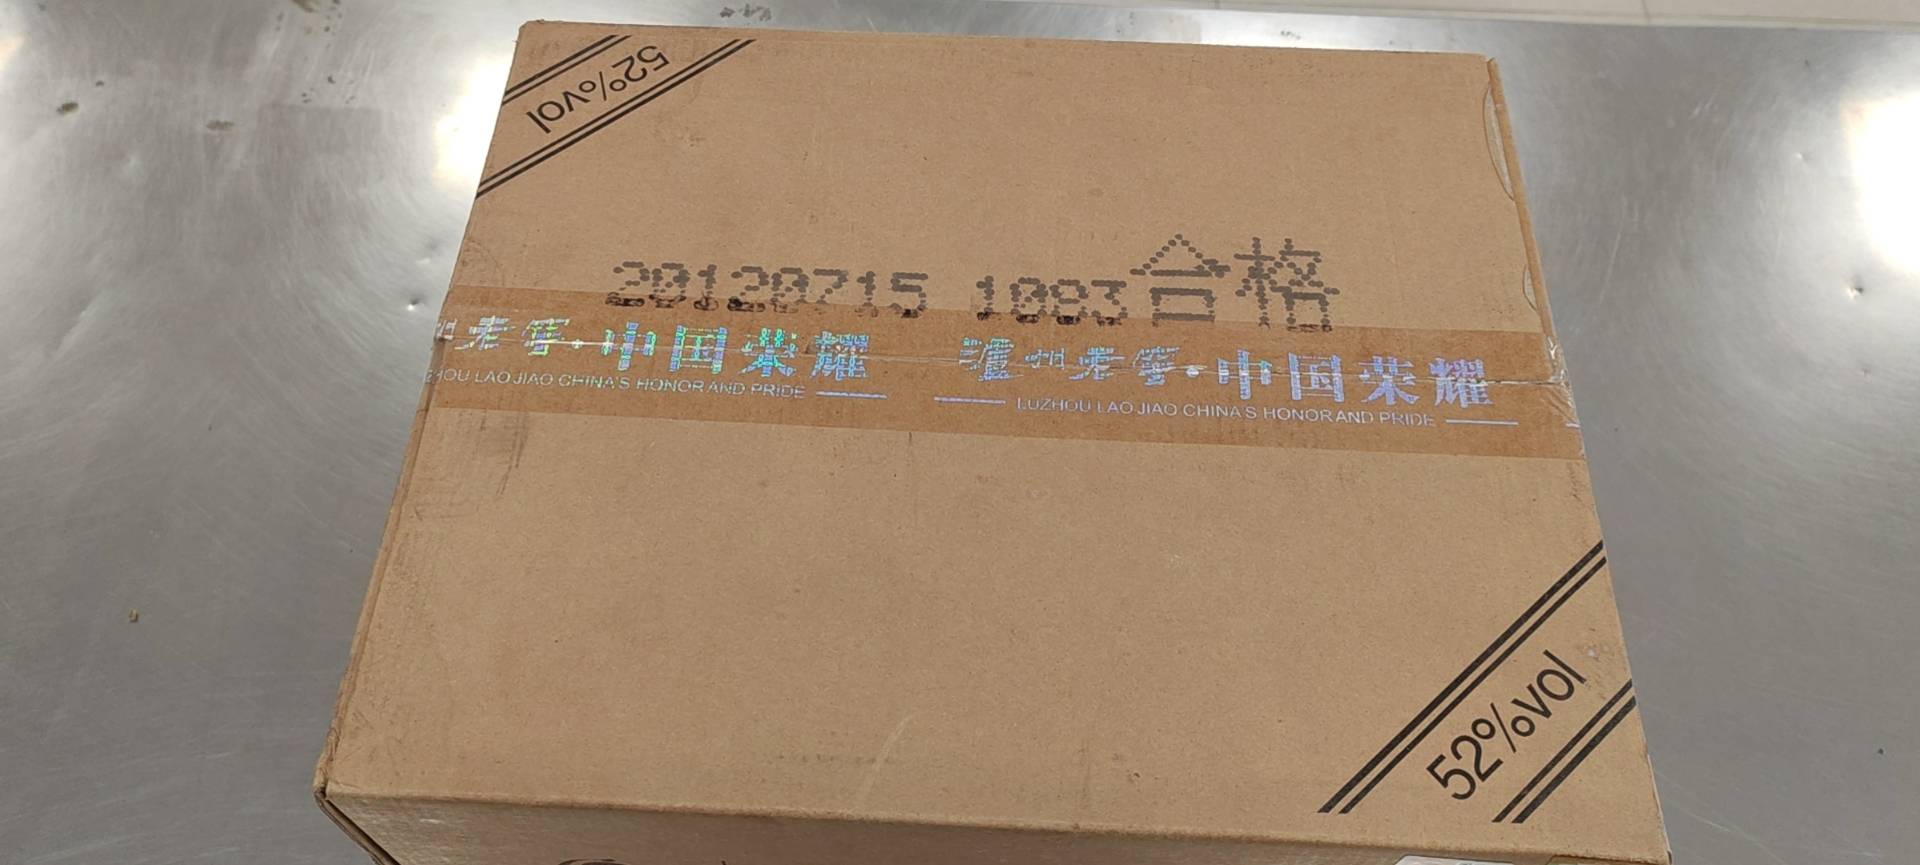 52%vol
20120715 1083合格
州老窖·中国荣耀 泸州老窖·中国荣耀
ZHOU LAO JIAO CHINA'S HONOR AND PRIDE LUZHOU LAO JIAO CHINA'S HONOR AND PRIDE
52%vol